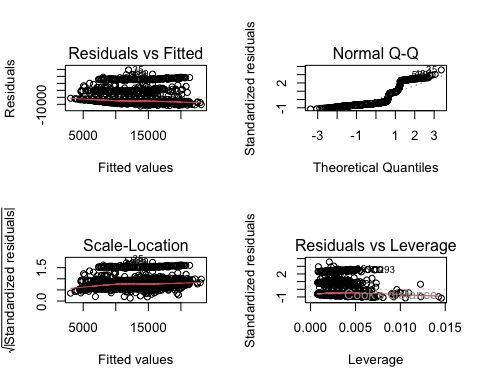 Residuals vs Fitted
Residuals
-10000
5000 15000
Fitted values
Normal Q-Q
Standardized residuals
-1 2
-3 -1 1 2 3
Theoretical Quantiles
Scale-Location
√|Standardized residuals|
0.0 1.5
5000 15000
Fitted values
Residuals vs Leverage
Standardized residuals
-1 2
0.000 0.005 0.010 0.015
Leverage